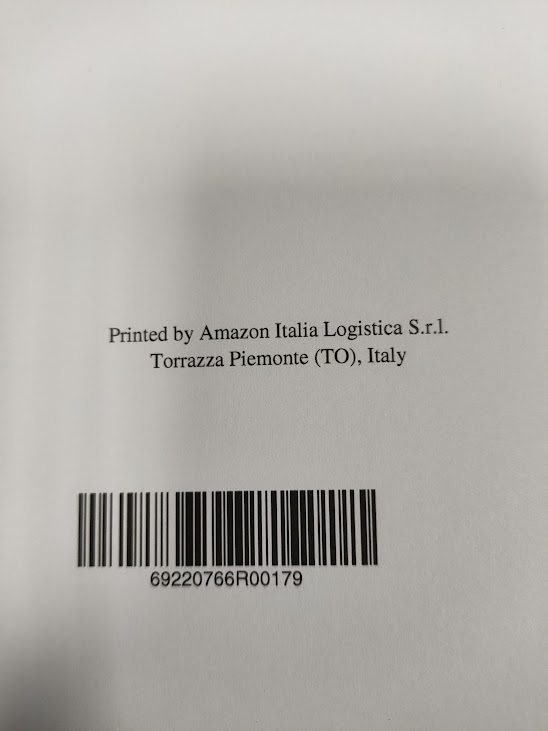 Printed by Amazon Italia Logistica S.r.l.
Torrazza Piemonte (TO), Italy
69220766R00179